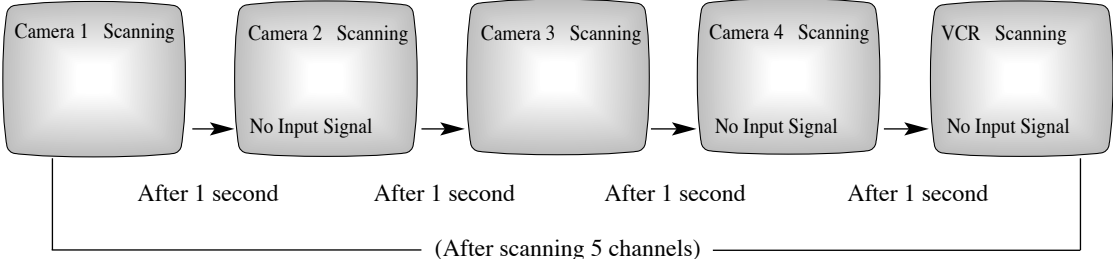 Camera 1 Scanning
Camera 2 Scanning
No Input Signal
Camera 3 Scanning
Camera 4 Scanning
No Input Signal
VCR Scanning
No Input Signal
After 1 second
After 1 second
After 1 second
After 1 second
(After scanning 5 channels)